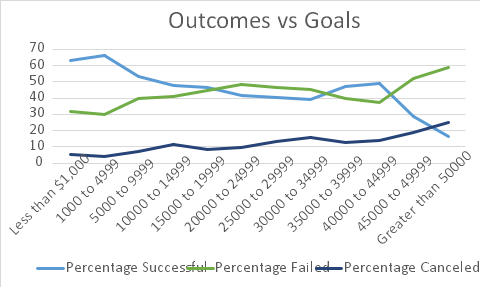 Outcomes vs Goals
70
60
50
40
30
20
10
0
Less than $1,000
1000 to 4999
5000 to 9999
10000 to 14999
15000 to 19999
20000 to 24999
25000 to 29999
30000 to 34999
35000 to 39999
40000 to 44999
45000 to 49999
Greater than 50000
Percentage Successful Percentage Failed Percentage Canceled